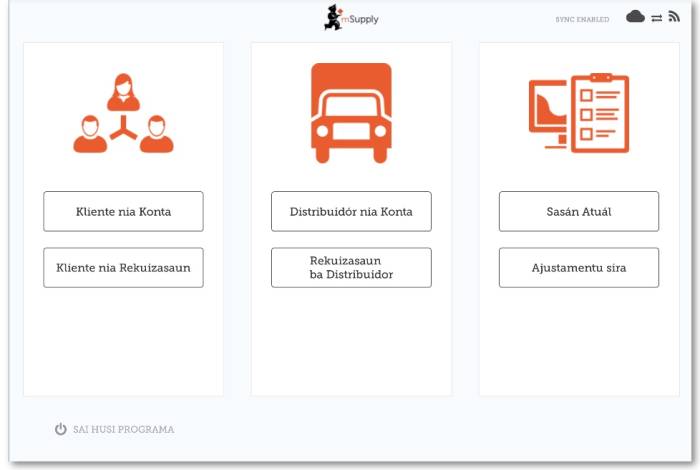 mSupply
SYNC ENABLED
Kliente nia Konta
Kliente nia Rekuizasaun
Distribuidór nia Konta
Rekuizasaun
ba Distribuidor
Sasán Atuál
Ajustamentu sira
SAI HUSI PROGRAMA